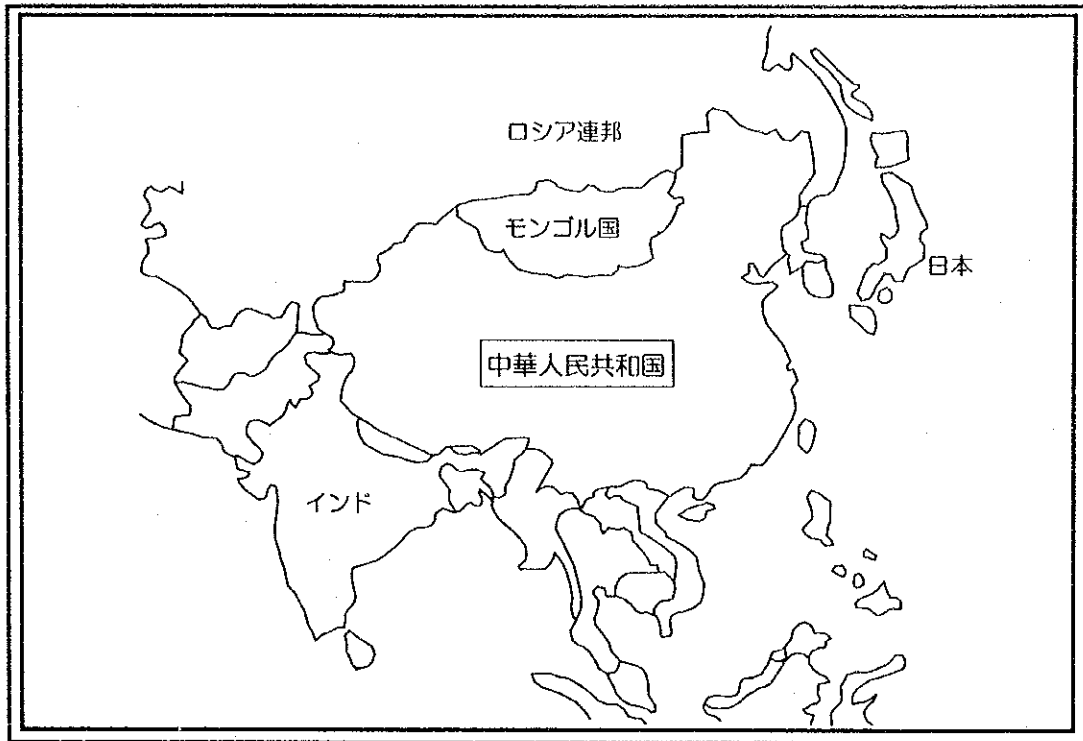 ロシア連邦
モンゴル国
日本
中華人民共和国
インド